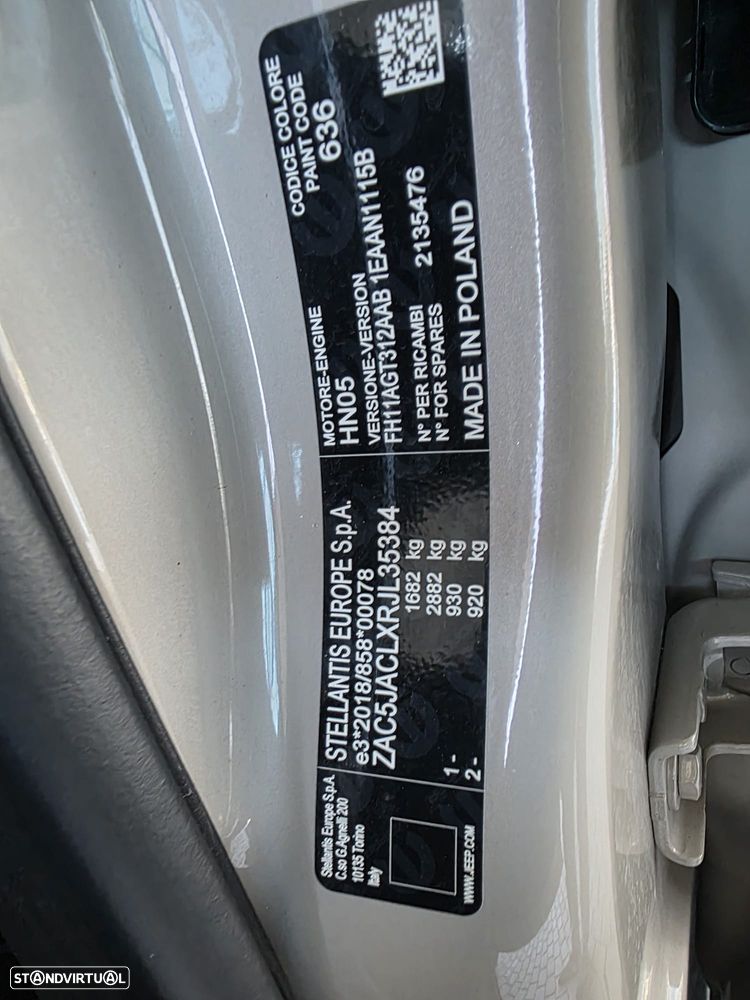 Stellantis Europe S.p.A.
C.so G.Agnelli 200
10135 Torino
Italy
WWW.JEEP.COM
STELLANTIS EUROPE S.p.A.
e3*2018/858*00078
ZAC5JACLXRJL35384
1682 kg
2882 kg
1 - 930 kg
2 - 920 kg
MOTORE-ENGINE
HN05
VERSIONE-VERSION
FH11AGT312AAB 1EAAN1115B
N° PER RICAMBI
N° FOR SPARES
2135476
MADE IN POLAND
CODICE COLORE
PAINT CODE
636
STANDVIRTUAL